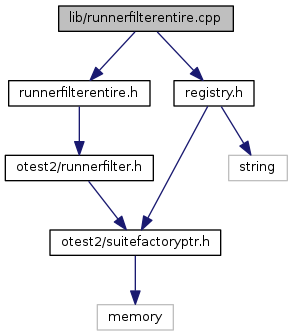 lib/runnerfilterentire.cpp
runnerfilterentire.h
registry.h
otest2/runnerfilter.h
string
otest2/suitefactoryptr.h
memory